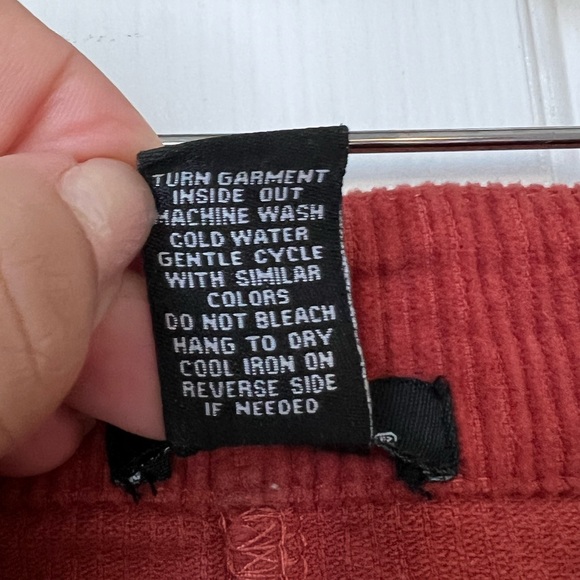 TURN GARMENT
INSIDE OUT
MACHINE WASH
COLD WATER
GENTLE CYCLE
WITH SIMILAR
COLORS
DO NOT BLEACH
HANG TO DRY
COOL IRON ON
REVERSE SIDE
IF NEEDED